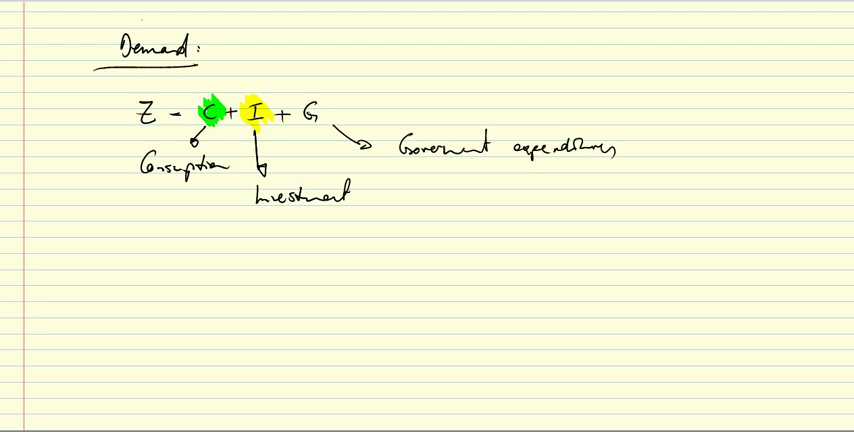 Demand:
Z = C + I + G
Government expenditures
Consumption
Investment